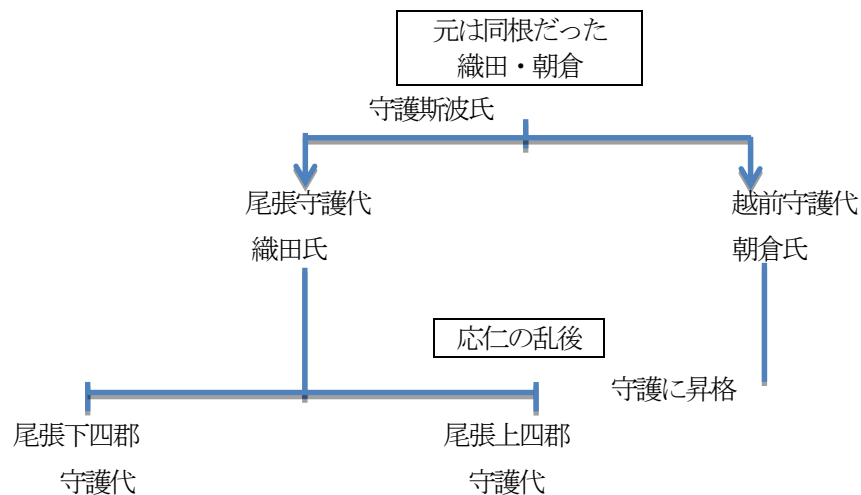 元は同根だった
織田・朝倉
守護斯波氏
尾張守護代
織田氏
越前守護代
朝倉氏
応仁の乱後
守護に昇格
尾張下四郡
守護代
尾張上四郡
守護代